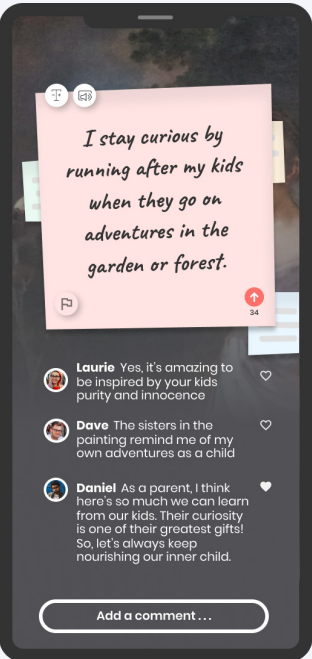 I stay curious by
running after my kids
when they go on
adventures in the
garden or forest.
34
Laurie Yes, it's amazing to
be inspired by your kids
purity and innocence
Dave The sisters in the
painting remind me of my
own adventures as a child
Daniel As a parent, I think
here's so much we can learn
from our kids. Their curiosity
is one of their greatest gifts!
So, let's always keep
nourishing our inner child.
Add a comment . . .